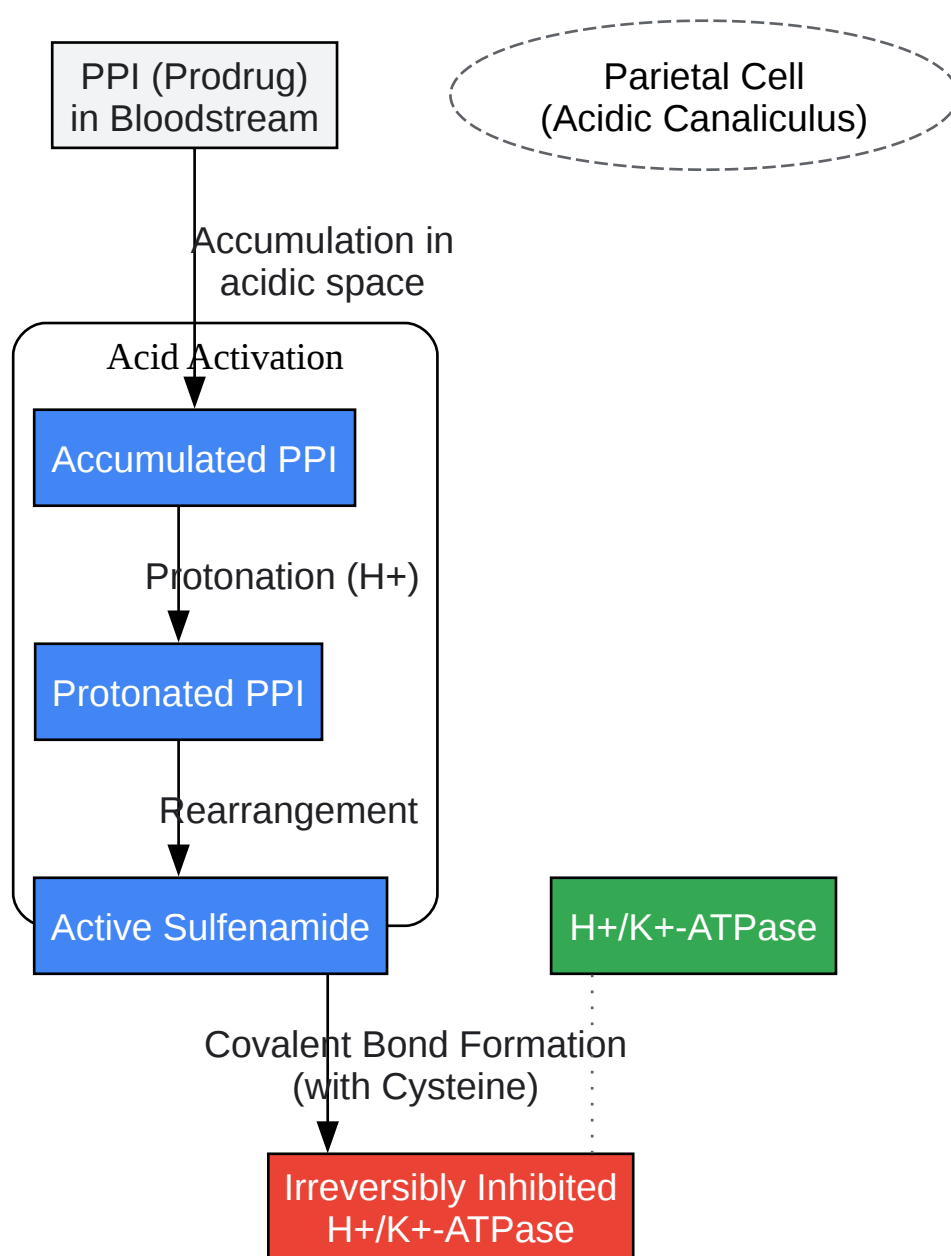 PPI (Prodrug)
in Bloodstream
Parietal Cell
(Acidic Canaliculus)
Accumulation in
acidic space
Acid Activation
Accumulated PPI
Protonation (H+)
Protonated PPI
Rearrangement
Active Sulfenamide
H+/K+-ATPase
Covalent Bond Formation
(with Cysteine)
Irreversibly Inhibited
H+/K+-ATPase